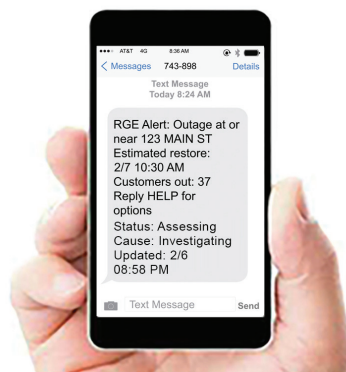 AT&T 4G 8:36 AM
Messages 743-898 Details
Text Message
Today 8:24 AM
RGE Alert: Outage at or
near 123 MAIN ST
Estimated restore:
2/7 10:30 AM
Customers out: 37
Reply HELP for
options
Status: Assessing
Cause: Investigating
Updated: 2/6
08:58 PM
Text Message Send